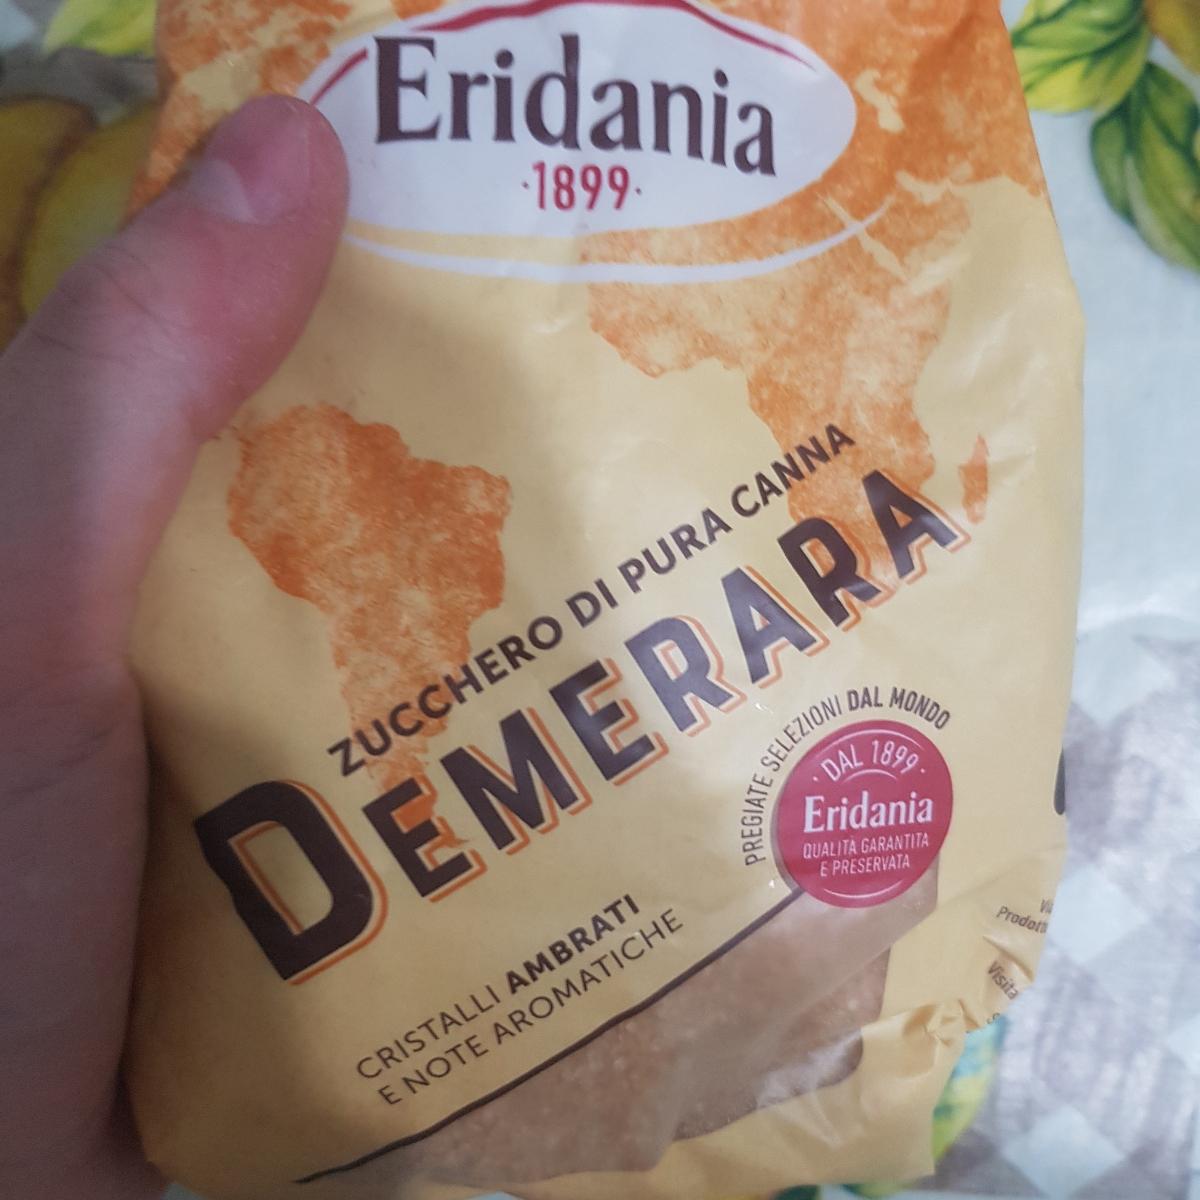 Eridania
·1899·
ZUCCHERO DI PURA CANNA
DEMERARA
PREGIATE SELEZIONI DAL MONDO
· DAL 1899 ·
Eridania
QUALITÀ GARANTITA
E PRESERVATA
CRISTALLI AMBRATI
E NOTE AROMATICHE
Visita